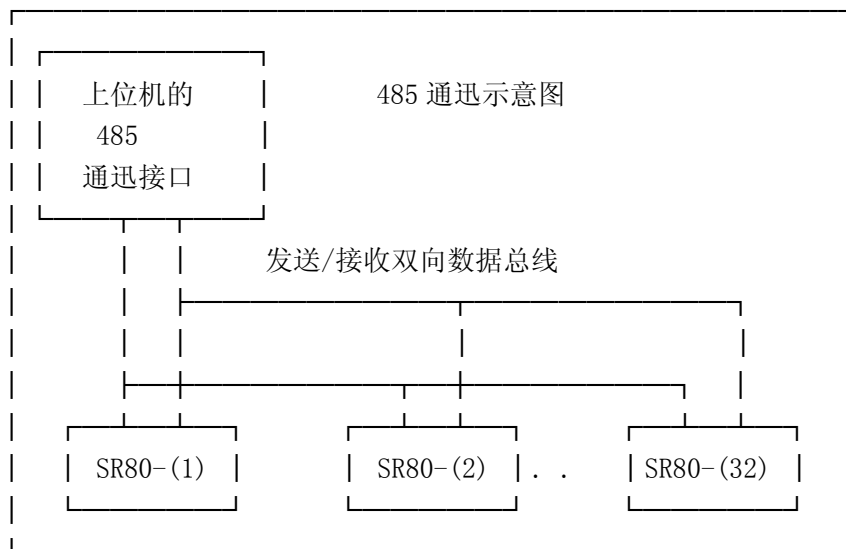 上位机的 485 通迅示意图
485
通迅接口
发送/接收双向数据总线
SR80-(1) SR80-(2) . . SR80-(32)